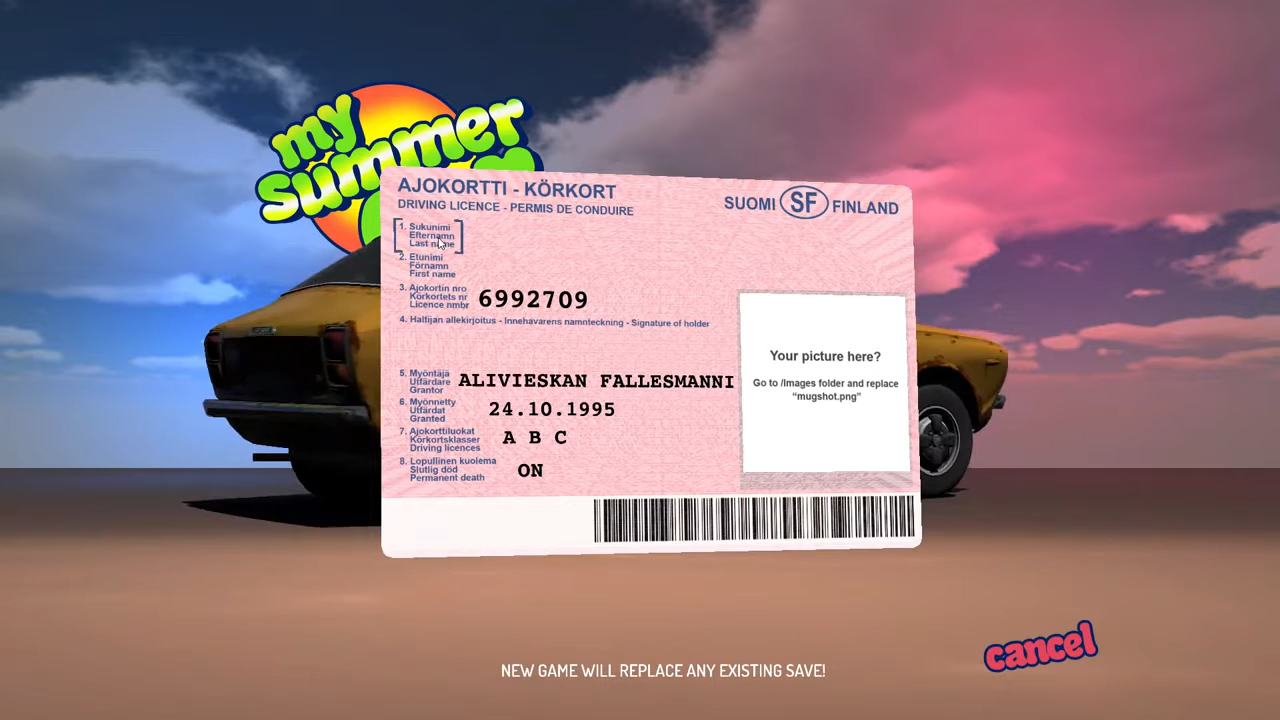 my
summer
AJOKORTTI - KÖRKORT
DRIVING LICENCE - PERMIS DE CONDUIRE
SUOMI SF FINLAND
1. Sukunimi
Efternamn
Last name
2. Etunimi
Förnamn
First name
3. Ajokortin nro
Körkortets nr
Licence nmbr
6992709
4. Haltijan allekirjoitus - Innehavarens namnteckning - Signature of holder
5. Myöntäjä
Utfärdare
Grantor
ALIVIESKAN FALLESMANNI
6. Myönnetty
Utfärdat
Granted
24.10.1995
7. Ajokorttiluokat
Körkortsklasser
Driving licences
A B C
8. Lopullinen kuolema
Slutlig död
Permanent death
ON
Your picture here?
Go to /Images folder and replace
“mugshot.png”
cancel
NEW GAME WILL REPLACE ANY EXISTING SAVE!